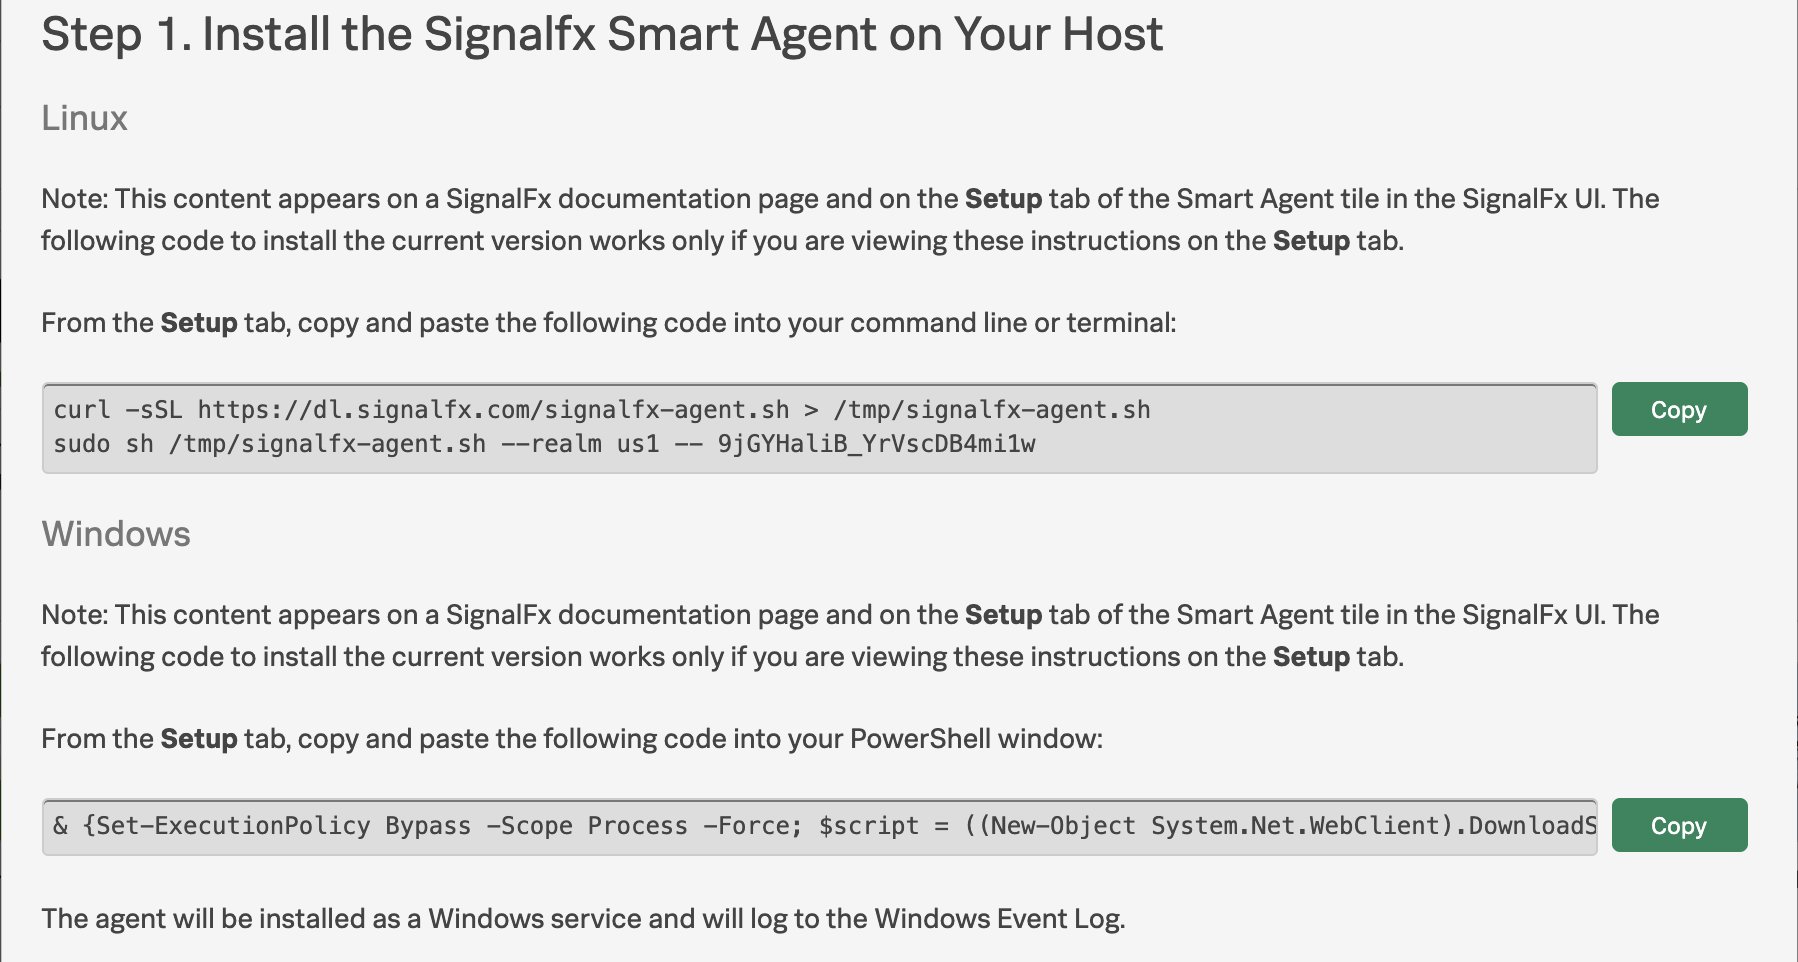 Step 1. Install the Signalfx Smart Agent on Your Host
Linux
Note: This content appears on a SignalFx documentation page and on the Setup tab of the Smart Agent tile in the SignalFx UI. The
following code to install the current version works only if you are viewing these instructions on the Setup tab.
From the Setup tab, copy and paste the following code into your command line or terminal:
curl -sSL https://dl.signalfx.com/signalfx-agent.sh > /tmp/signalfx-agent.sh
sudo sh /tmp/signalfx-agent.sh --realm us1 -- 9jGYHaliB_YrVscDB4mi1w
Copy
Windows
Note: This content appears on a SignalFx documentation page and on the Setup tab of the Smart Agent tile in the SignalFx UI. The
following code to install the current version works only if you are viewing these instructions on the Setup tab.
From the Setup tab, copy and paste the following code into your PowerShell window:
& {Set-ExecutionPolicy Bypass -Scope Process -Force; $script = ((New-Object System.Net.WebClient).DownloadS
Copy
The agent will be installed as a Windows service and will log to the Windows Event Log.